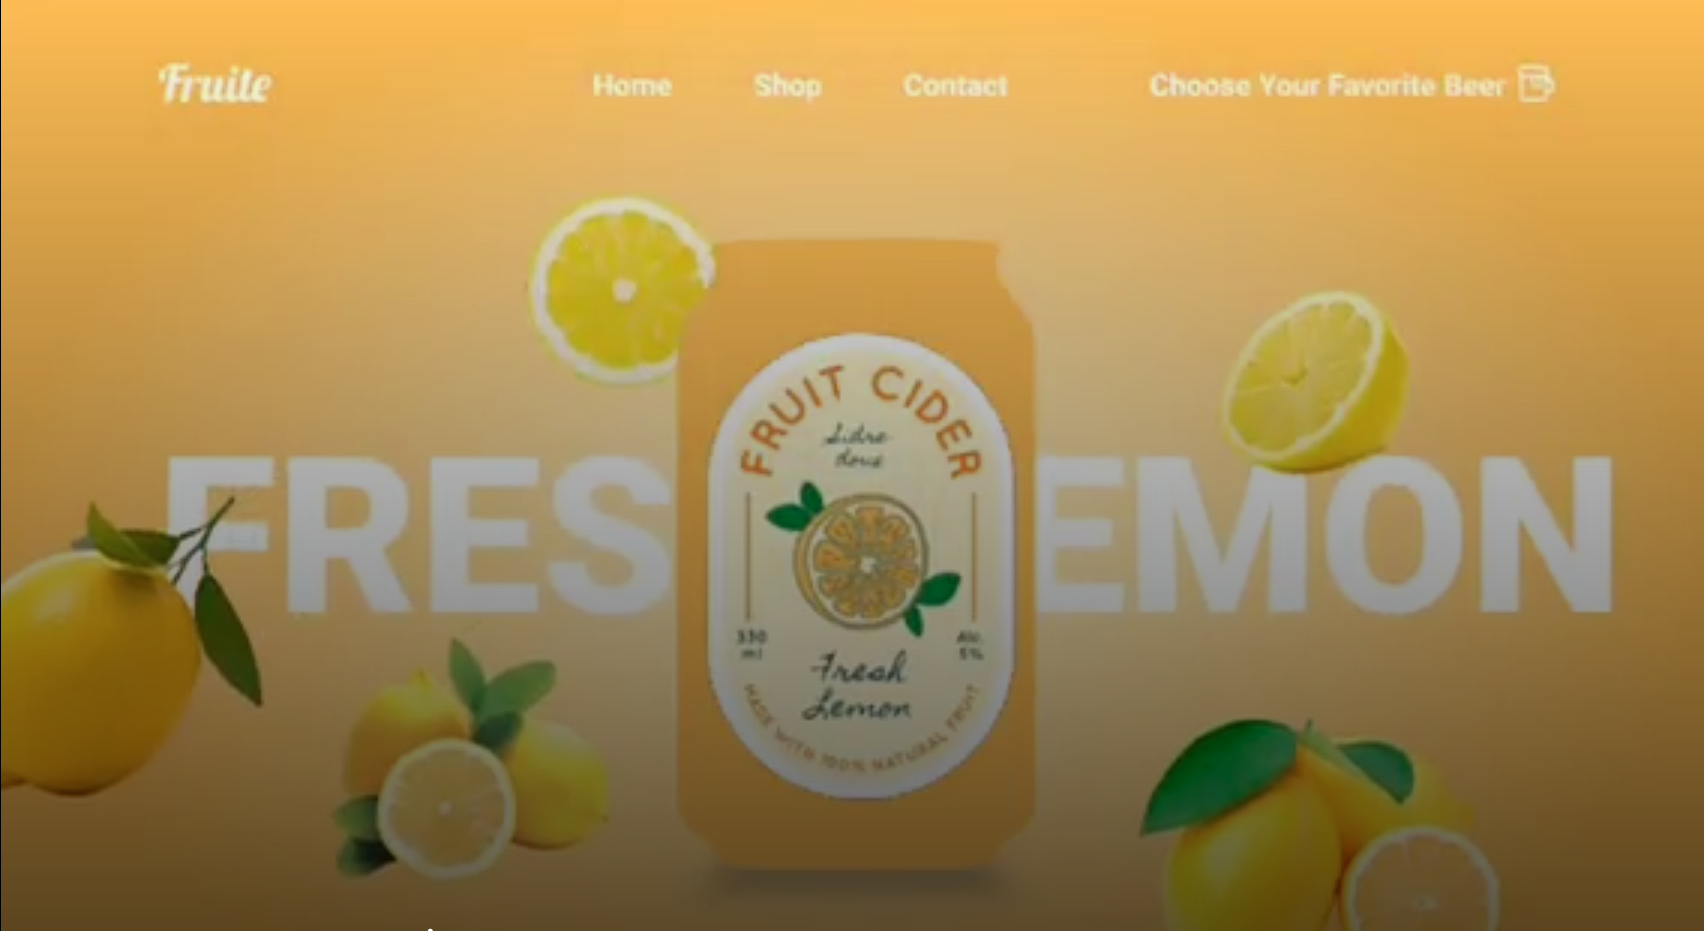 Fruite
Home Shop Contact Choose Your Favorite Beer
FRUIT CIDER
Sidre
doux
FRES EMON
330
ml
Alc.
5%
Fresh
Lemon
MADE WITH 100% NATURAL FRUIT